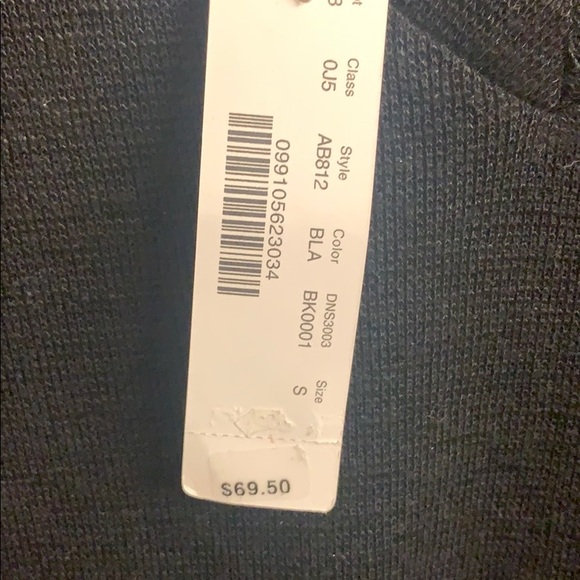 Class Style Color DNS3003 Size
0J5 AB812 BLA BK0001 S
099105623034
$69.50